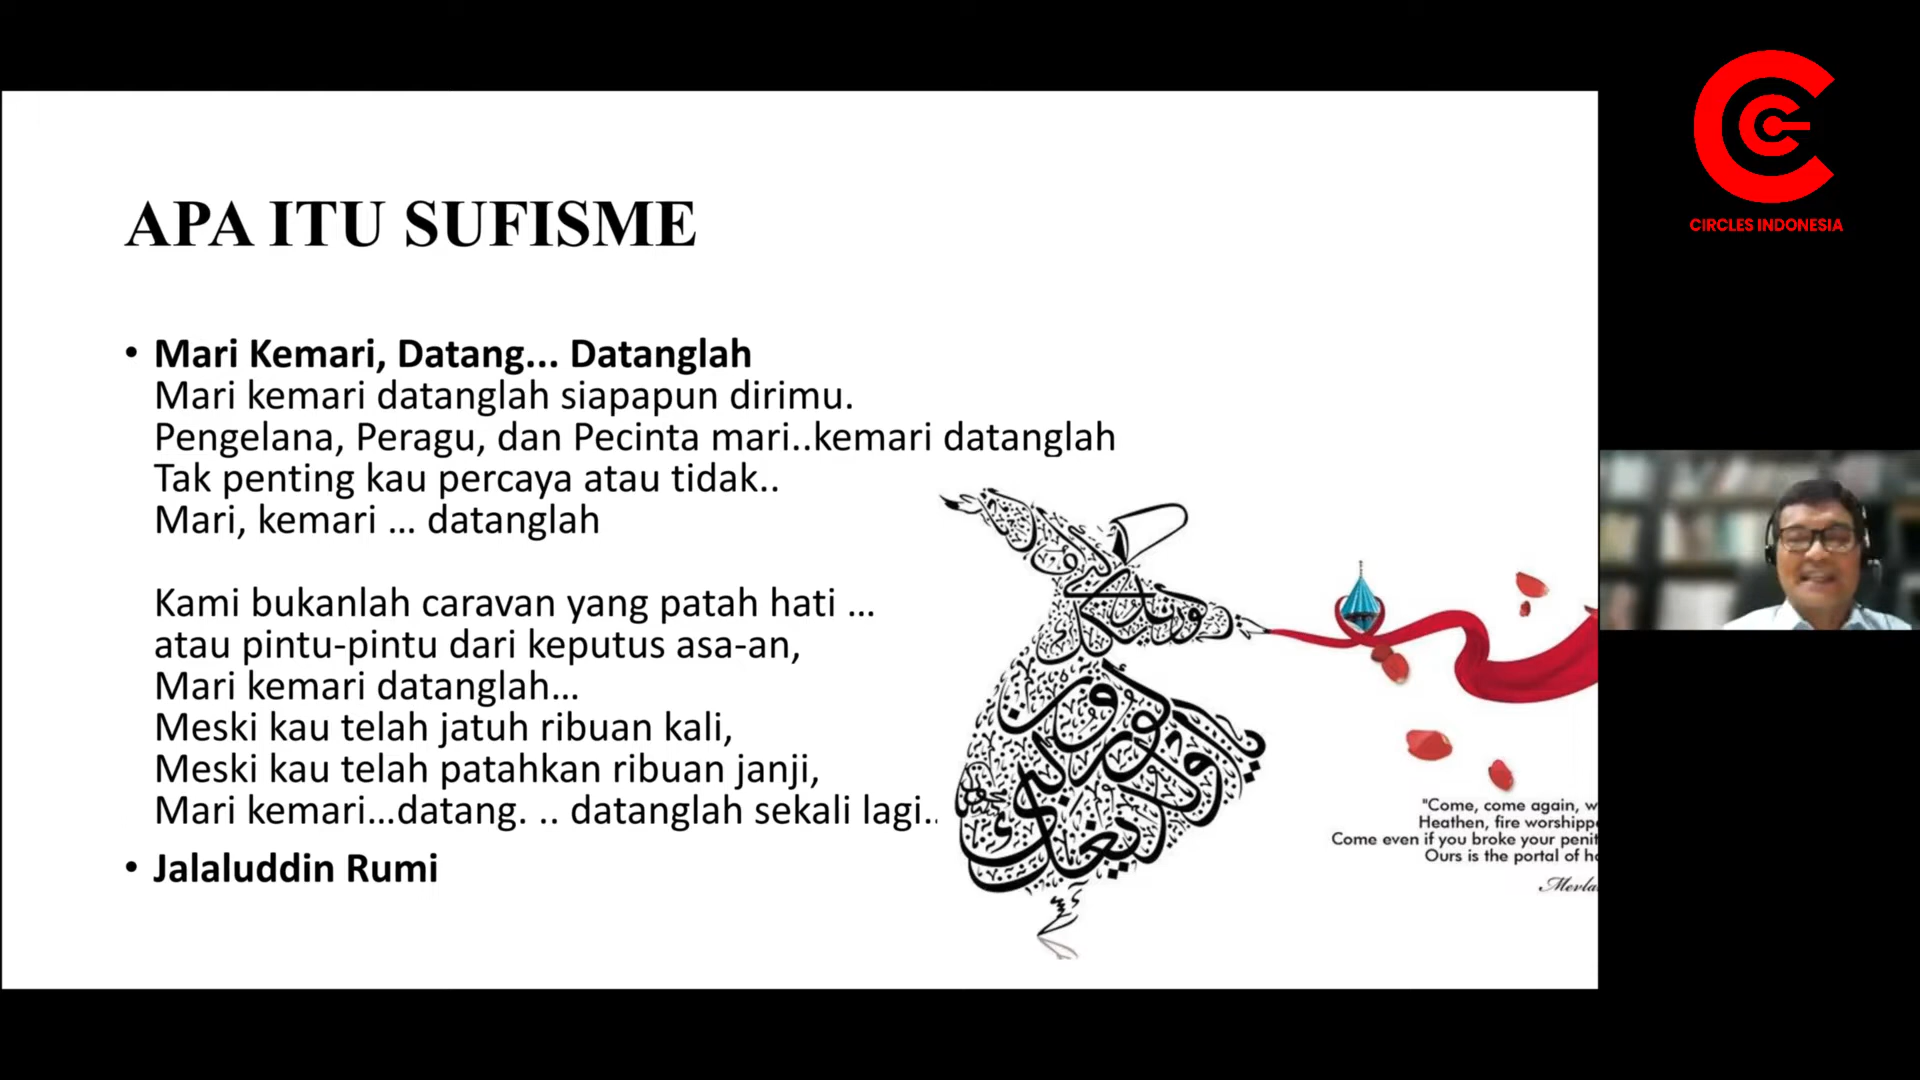 APA ITU SUFISME
• Mari Kemari, Datang... Datanglah
Mari kemari datanglah siapapun dirimu.
Pengelana, Peragu, dan Pecinta mari..kemari datanglah
Tak penting kau percaya atau tidak..
Mari, kemari ... datanglah
Kami bukanlah caravan yang patah hati ...
atau pintu-pintu dari keputus asa-an,
Mari kemari datanglah...
Meski kau telah jatuh ribuan kali,
Meski kau telah patahkan ribuan janji,
Mari kemari...datang. .. datanglah sekali lagi..
• Jalaluddin Rumi
"Come, come again, w
Heathen, fire worshipp
Come even if you broke your penit
Ours is the portal of h
Mevla
CIRCLES INDONESIA